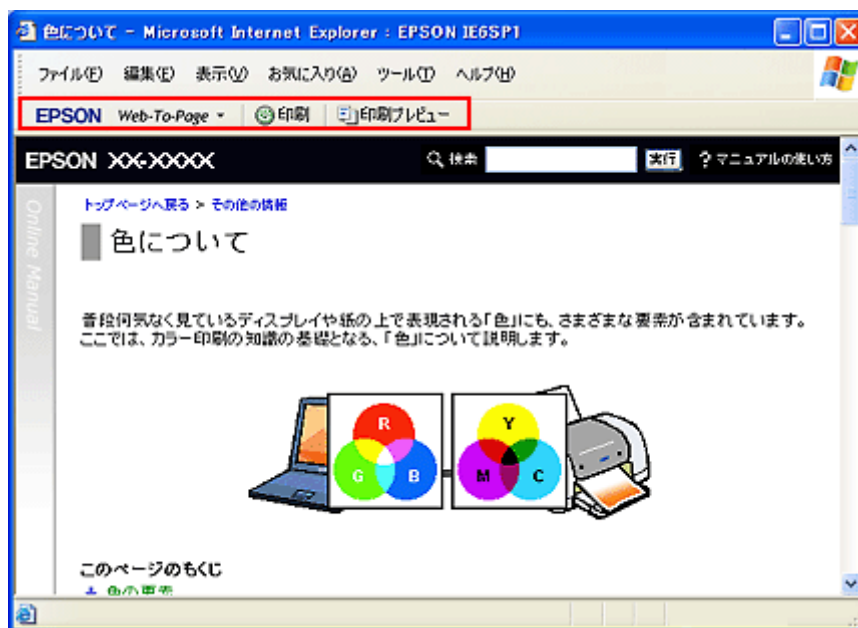 色について - Microsoft Internet Explorer : EPSON IE6SP1
ファイル(F) 編集(E) 表示(V) お気に入り(A) ツール(T) ヘルプ(H)
EPSON Web-To-Page 印刷 印刷プレビュー
EPSON XX-XXXX 検索 実行 ? マニュアルの使い方
Online Manual
トップページへ戻る > その他の情報
色について
普段何気なく見ているディスプレイや紙の上で表現される「色」にも、さまざまな要素が含まれています。
ここでは、カラー印刷の知識の基礎となる、「色」について説明します。
R Y
G B M C
このページのもくじ
色の要素